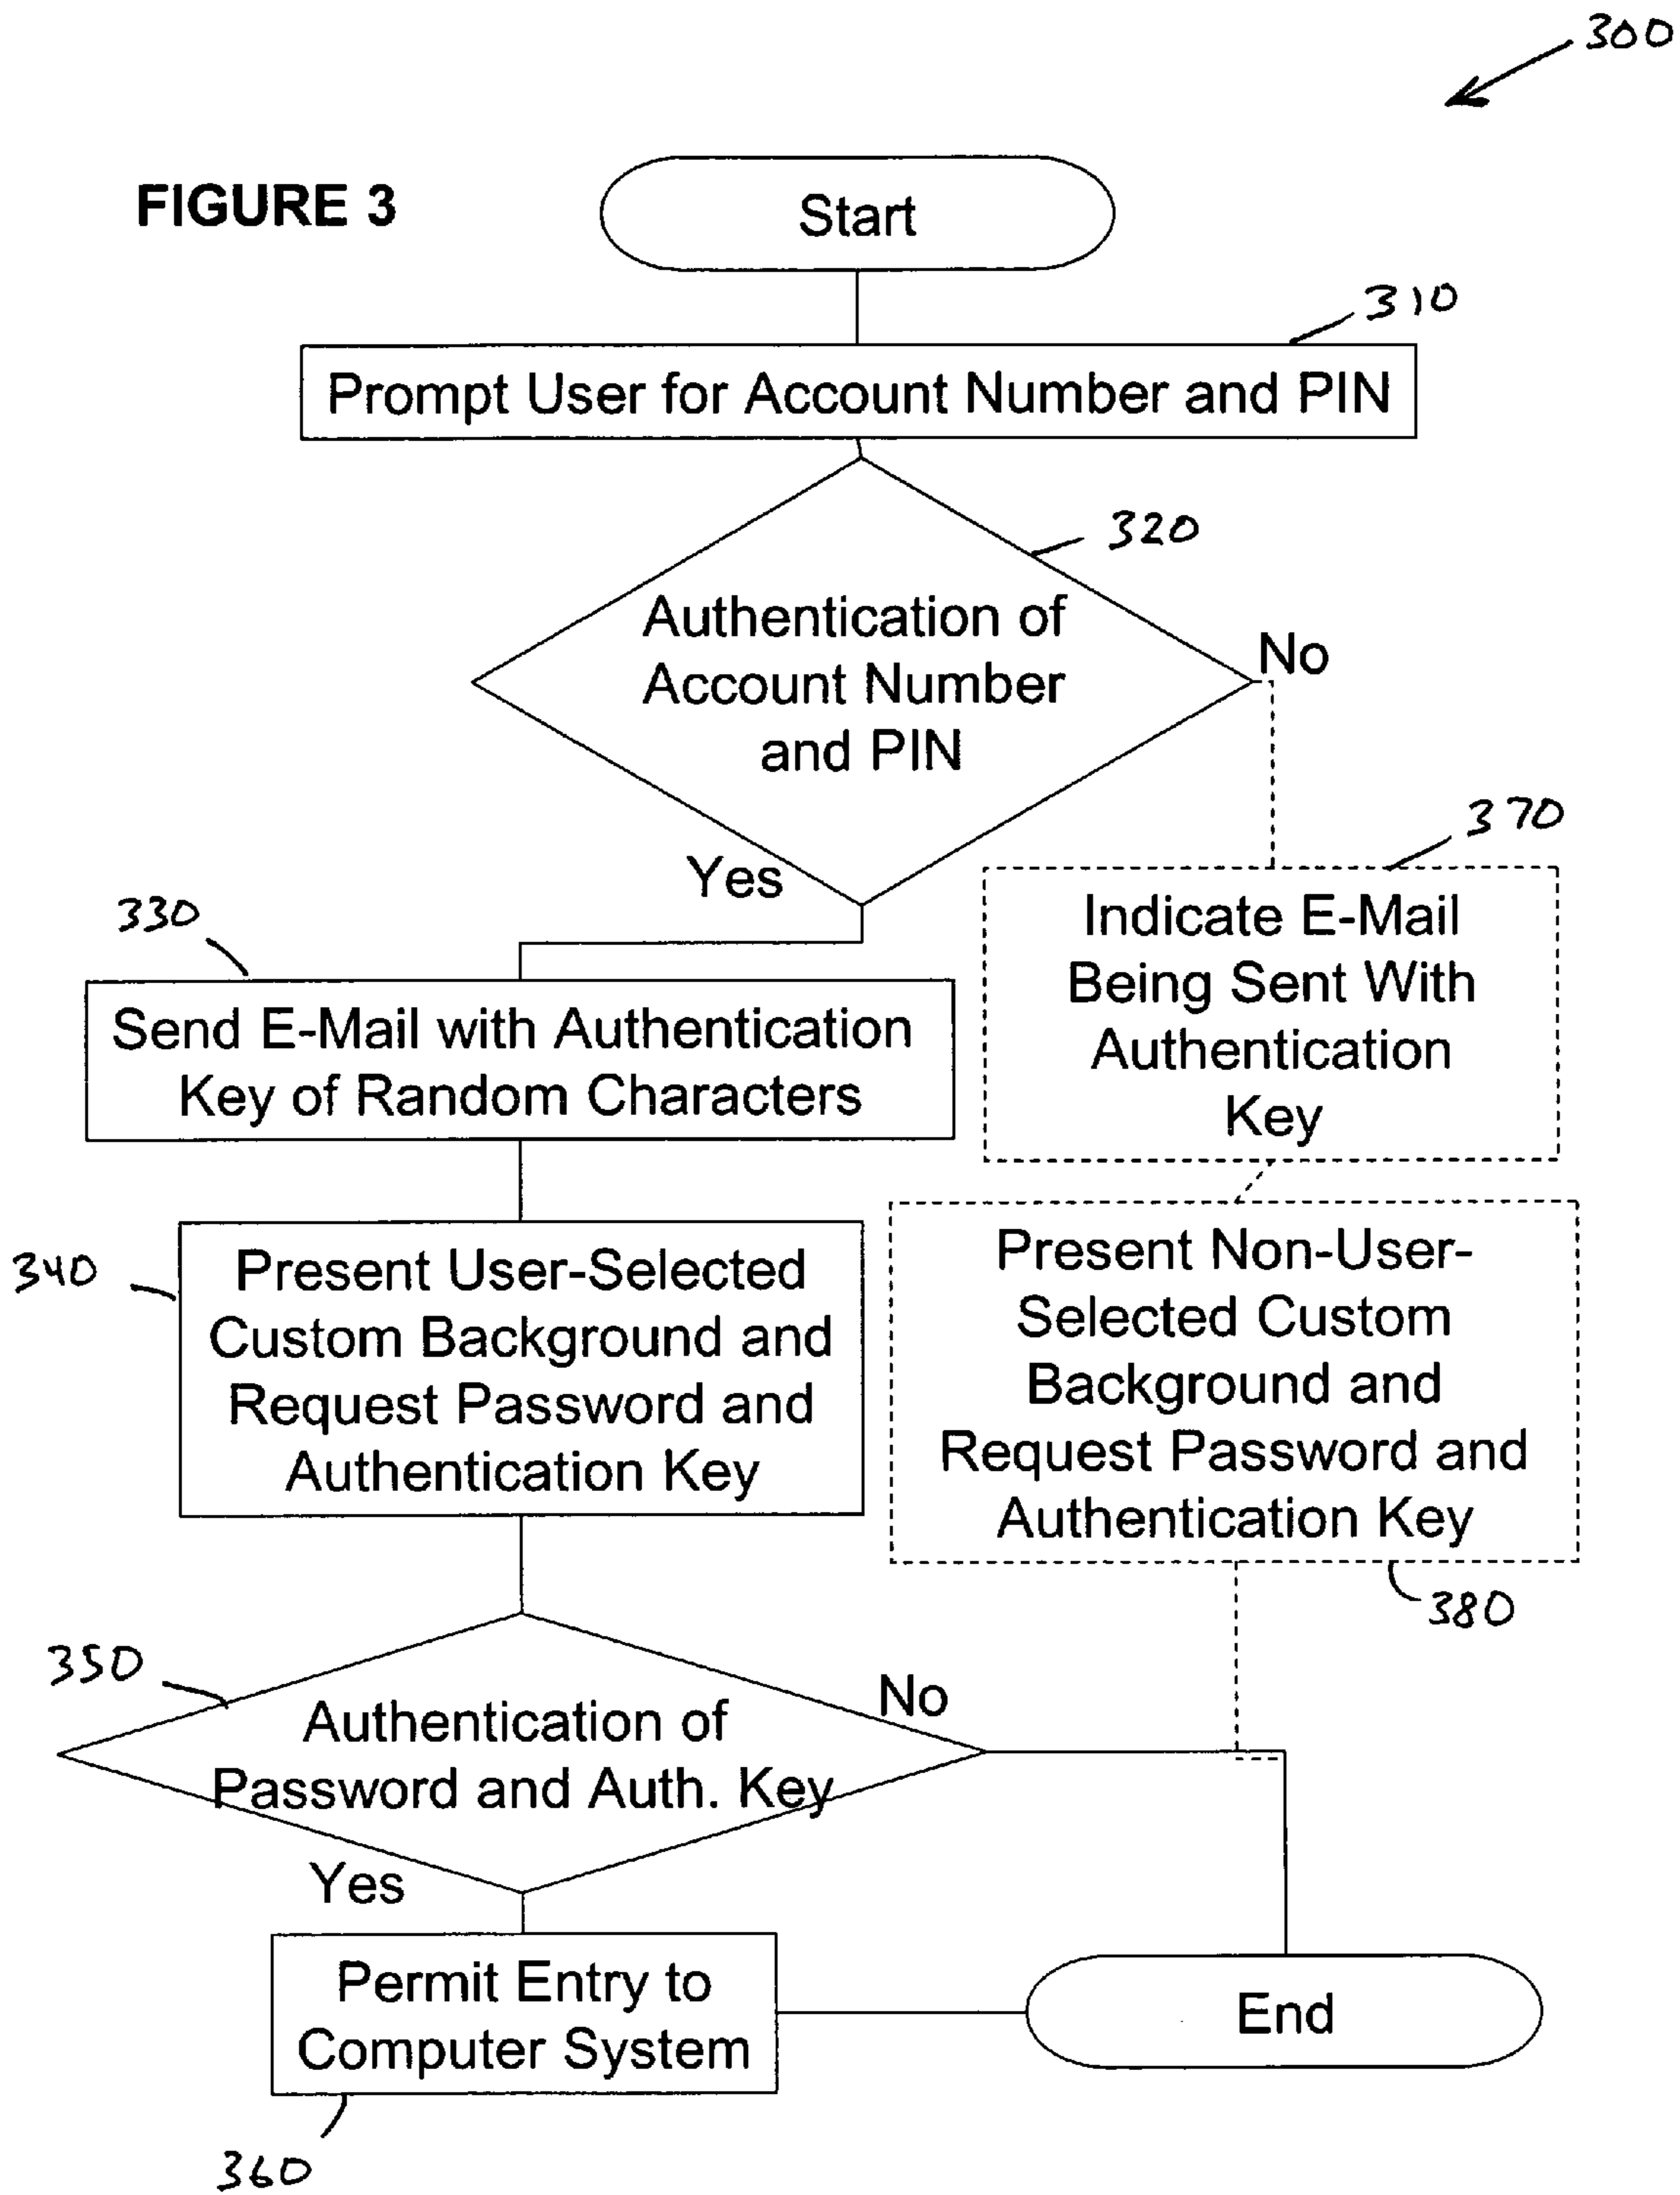 300
FIGURE 3
Start
310
Prompt User for Account Number and PIN
320
Authentication of
Account Number
and PIN
No
Yes
370
Indicate E-Mail
Being Sent With
Authentication
Key
330
Send E-Mail with Authentication
Key of Random Characters
340
Present User-Selected
Custom Background and
Request Password and
Authentication Key
Present Non-User-
Selected Custom
Background and
Request Password and
Authentication Key
380
350
Authentication of
Password and Auth. Key
No
Yes
Permit Entry to
Computer System
End
360